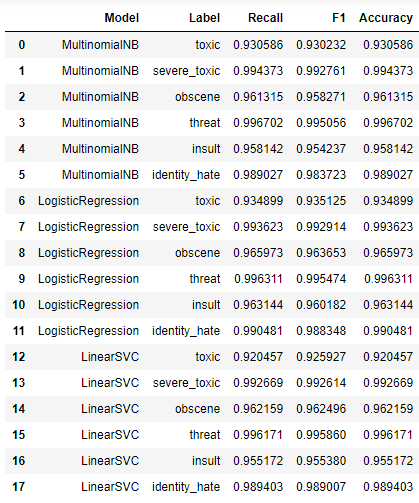 Model Label Recall F1 Accuracy
0 MultinomialNB toxic 0.930586 0.930232 0.930586
1 MultinomialNB severe_toxic 0.994373 0.992761 0.994373
2 MultinomialNB obscene 0.961315 0.958271 0.961315
3 MultinomialNB threat 0.996702 0.995056 0.996702
4 MultinomialNB insult 0.958142 0.954237 0.958142
5 MultinomialNB identity_hate 0.989027 0.983723 0.989027
6 LogisticRegression toxic 0.934899 0.935125 0.934899
7 LogisticRegression severe_toxic 0.993623 0.992914 0.993623
8 LogisticRegression obscene 0.965973 0.963653 0.965973
9 LogisticRegression threat 0.996311 0.995474 0.996311
10 LogisticRegression insult 0.963144 0.960182 0.963144
11 LogisticRegression identity_hate 0.990481 0.988348 0.990481
12 LinearSVC toxic 0.920457 0.925927 0.920457
13 LinearSVC severe_toxic 0.992669 0.992614 0.992669
14 LinearSVC obscene 0.962159 0.962496 0.962159
15 LinearSVC threat 0.996171 0.995860 0.996171
16 LinearSVC insult 0.955172 0.955380 0.955172
17 LinearSVC identity_hate 0.989403 0.989007 0.989403